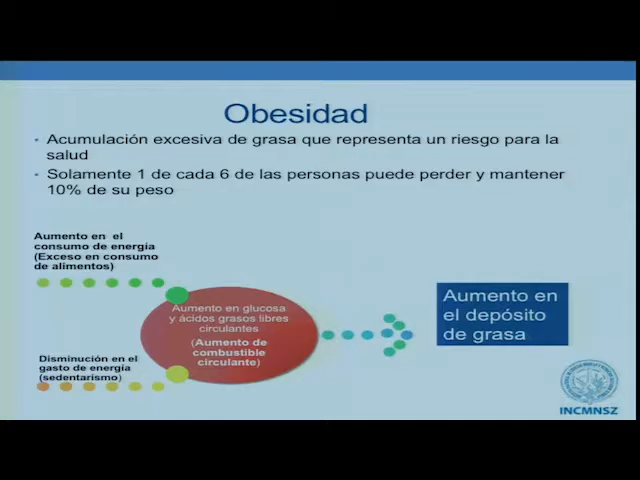 Obesidad
• Acumulación excesiva de grasa que representa un riesgo para la
salud
• Solamente 1 de cada 6 de las personas puede perder y mantener
10% de su peso
Aumento en el
consumo de energía
(Exceso en consumo
de alimentos)
Aumento en glucosa
y ácidos grasos libres
circulantes
(Aumento de
combustible
circulante)
Aumento en
el depósito
de grasa
Disminución en el
gasto de energía
(sedentarismo)
INCMNSZ